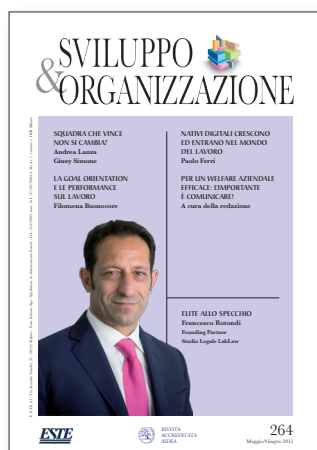 SVILUPPO
& ORGANIZZAZIONE
SQUADRA CHE VINCE
NON SI CAMBIA?
Andrea Lanza
Giusy Simone
LA GOAL ORIENTATION
E LE PERFORMANCE
SUL LAVORO
Filomena Buonocore
NATIVI DIGITALI CRESCONO
ED ENTRANO NEL MONDO
DEL LAVORO
Paolo Ferri
PER UN WELFARE AZIENDALE
EFFICACE: L'IMPORTANTE
È COMUNICARE!
A cura della redazione
ELITE ALLO SPECCHIO
Francesco Rotondi
Founding Partner
Studio Legale LabLaw
ESTE
RIVISTA
ACCREDITATA
AIDEA
264
Maggio/Giugno 2015